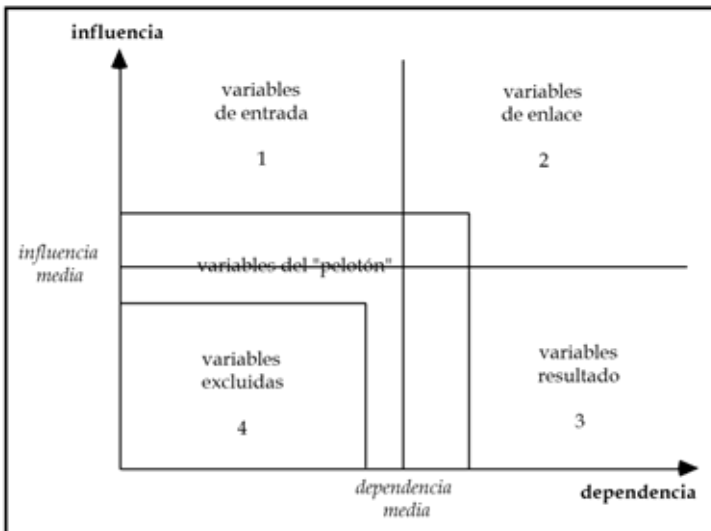 influencia
variables
de entrada
1
variables
de enlace
2
influencia
media
variables del "pelotón"
variables
excluidas
4
variables
resultado
3
dependencia
media
dependencia